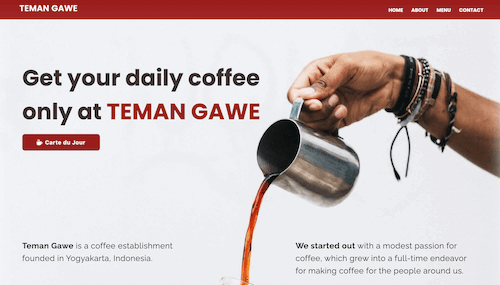 TEMAN GAWE
HOME ABOUT MENU CONTACT
Get your daily coffee
only at TEMAN GAWE
Carte du Jour
Teman Gawe is a coffee establishment
founded in Yogyakarta, Indonesia.
We started out with a modest passion for
coffee, which grew into a full-time endeavor
for making coffee for the people around us.